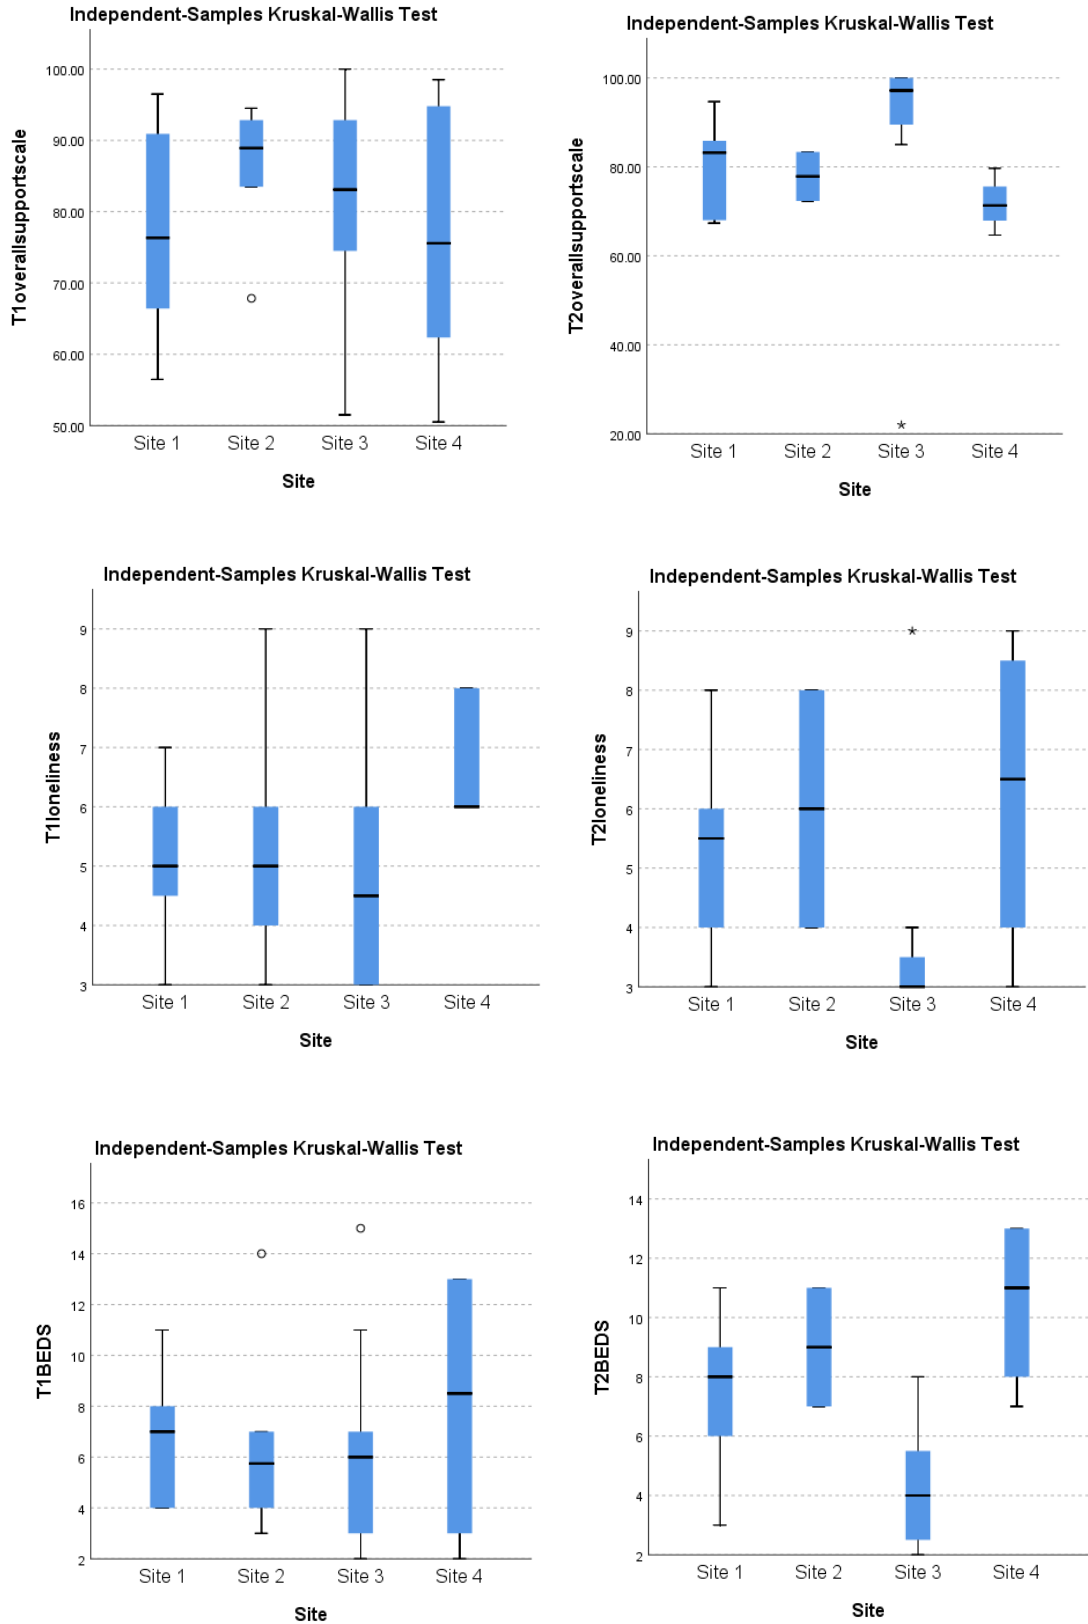 Independent-Samples Kruskal-Wallis Test
T1overallsupportscale
100.00
90.00
80.00
70.00
60.00
50.00
Site 1 Site 2 Site 3 Site 4
Site
Independent-Samples Kruskal-Wallis Test
T2overallsupportscale
100.00
80.00
60.00
40.00
20.00
Site 1 Site 2 Site 3 Site 4
Site
Independent-Samples Kruskal-Wallis Test
T1loneliness
9
8
7
6
5
4
3
Site 1 Site 2 Site 3 Site 4
Site
Independent-Samples Kruskal-Wallis Test
T2loneliness
9
8
7
6
5
4
3
Site 1 Site 2 Site 3 Site 4
Site
Independent-Samples Kruskal-Wallis Test
T1BEDS
16
14
12
10
8
6
4
2
Site 1 Site 2 Site 3 Site 4
Site
Independent-Samples Kruskal-Wallis Test
T2BEDS
14
12
10
8
6
4
2
Site 1 Site 2 Site 3 Site 4
Site